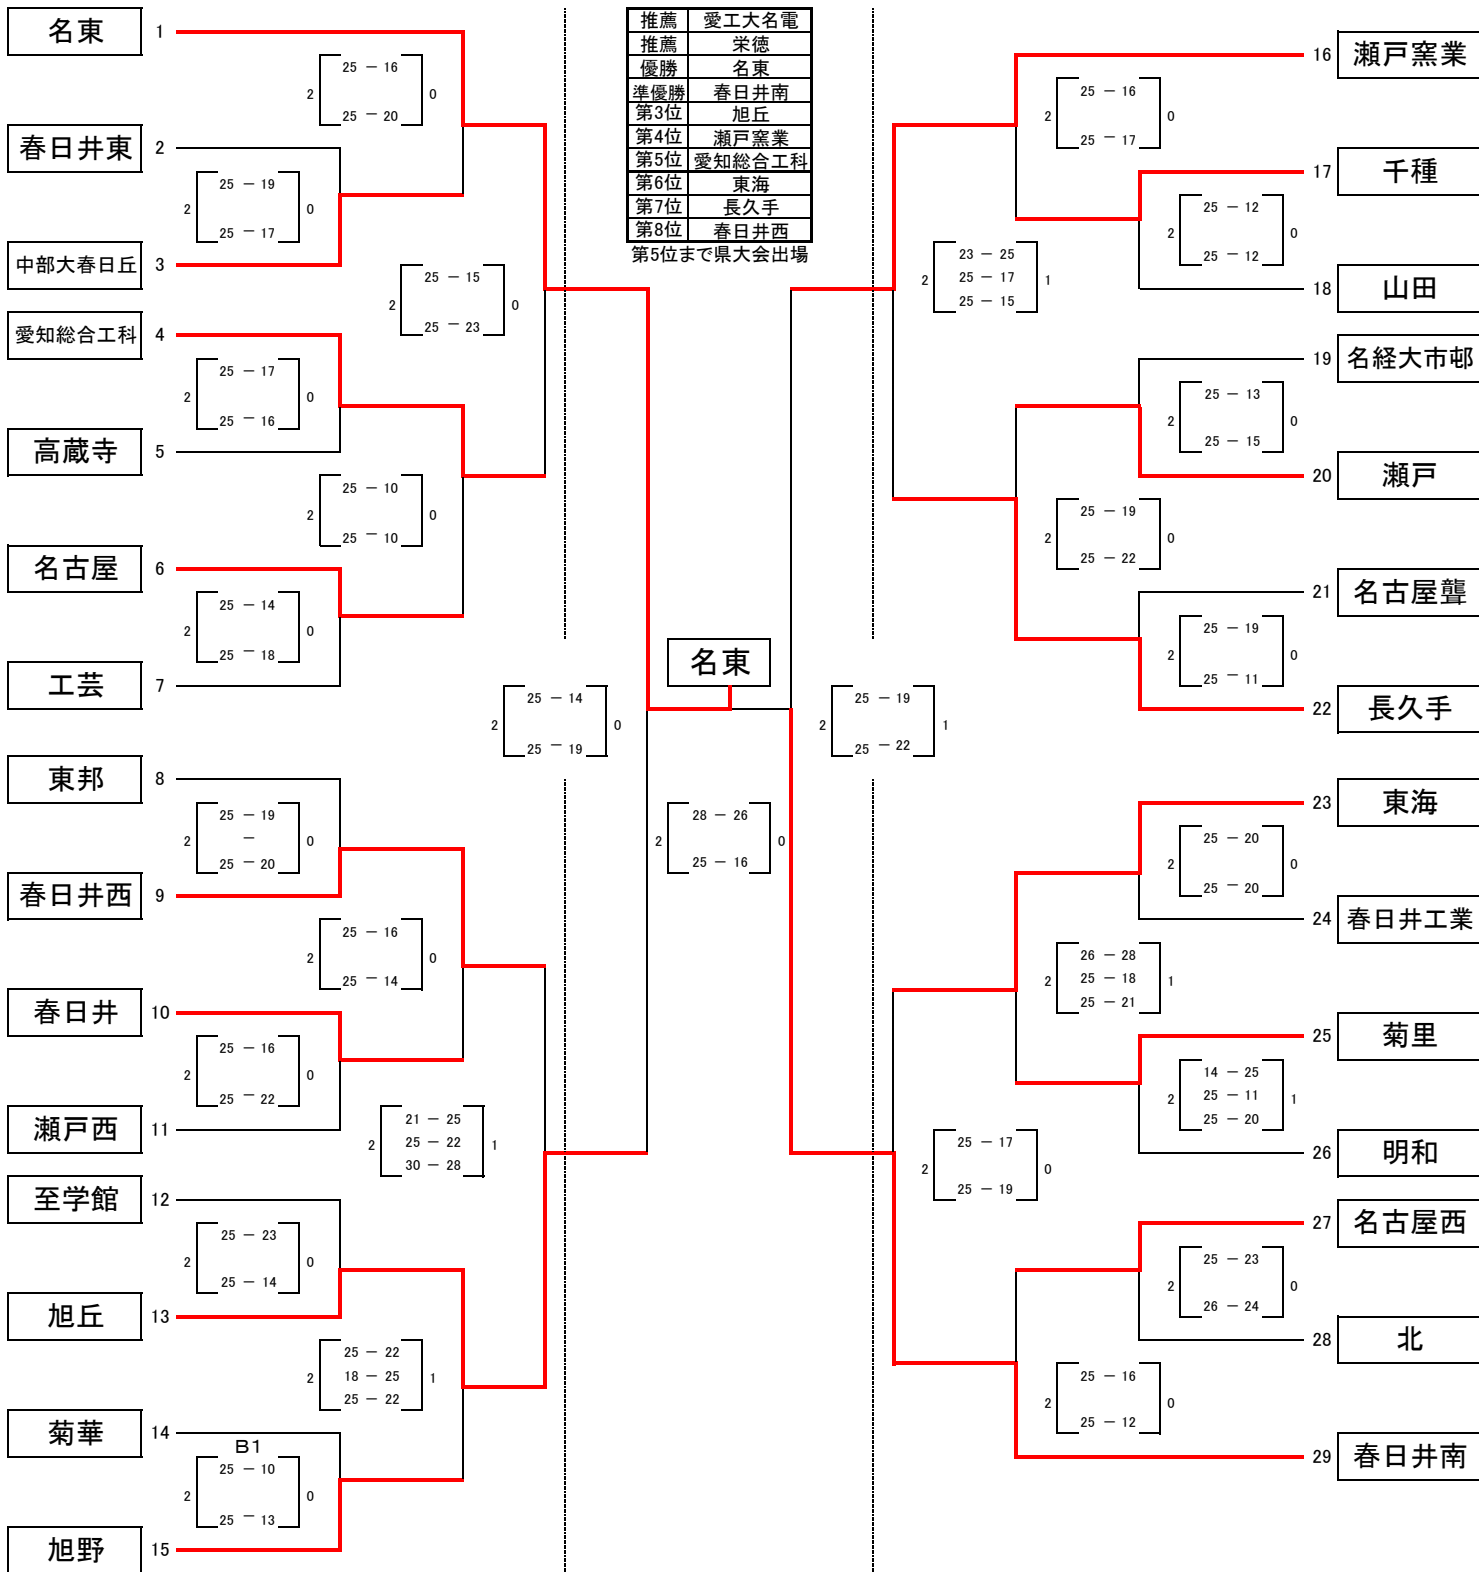 推薦 愛工大名電
推薦 栄徳
優勝 名東
準優勝 春日井南
第3位 旭丘
第4位 瀬戸窯業
第5位 愛知総合工科
第6位 東海
第7位 長久手
第8位 春日井西
第5位まで県大会出場
名東 1
25 － 16
2 0
25 － 20
春日井東 2
25 － 19
2 0
25 － 17
中部大春日丘 3
25 － 15
2 0
25 － 23
愛知総合工科 4
25 － 17
2 0
25 － 16
高蔵寺 5
25 － 10
2 0
25 － 10
名古屋 6
25 － 14
2 0
25 － 18
工芸 7
25 － 14
2 0
25 － 19
東邦 8
25 － 19
2 － 0
25 － 20
春日井西 9
25 － 16
2 0
25 － 14
春日井 10
25 － 16
2 0
25 － 22
瀬戸西 11
21 － 25
2 25 － 22 1
30 － 28
至学館 12
25 － 23
2 0
25 － 14
旭丘 13
25 － 22
2 18 － 25 1
25 － 22
菊華 14
B1
25 － 10
2 0
25 － 13
旭野 15
名東
28 － 26
2 0
25 － 16
16 瀬戸窯業
25 － 16
2 0
25 － 17
17 千種
25 － 12
2 0
25 － 12
18 山田
23 － 25
2 25 － 17 1
25 － 15
19 名経大市邨
25 － 13
2 0
25 － 15
20 瀬戸
25 － 19
2 0
25 － 22
21 名古屋聾
25 － 19
2 0
25 － 11
22 長久手
25 － 19
2 1
25 － 22
23 東海
25 － 20
2 0
25 － 20
24 春日井工業
26 － 28
2 25 － 18 1
25 － 21
25 菊里
14 － 25
2 25 － 11 1
25 － 20
26 明和
25 － 17
2 0
25 － 19
27 名古屋西
25 － 23
2 0
26 － 24
28 北
25 － 16
2 0
25 － 12
29 春日井南